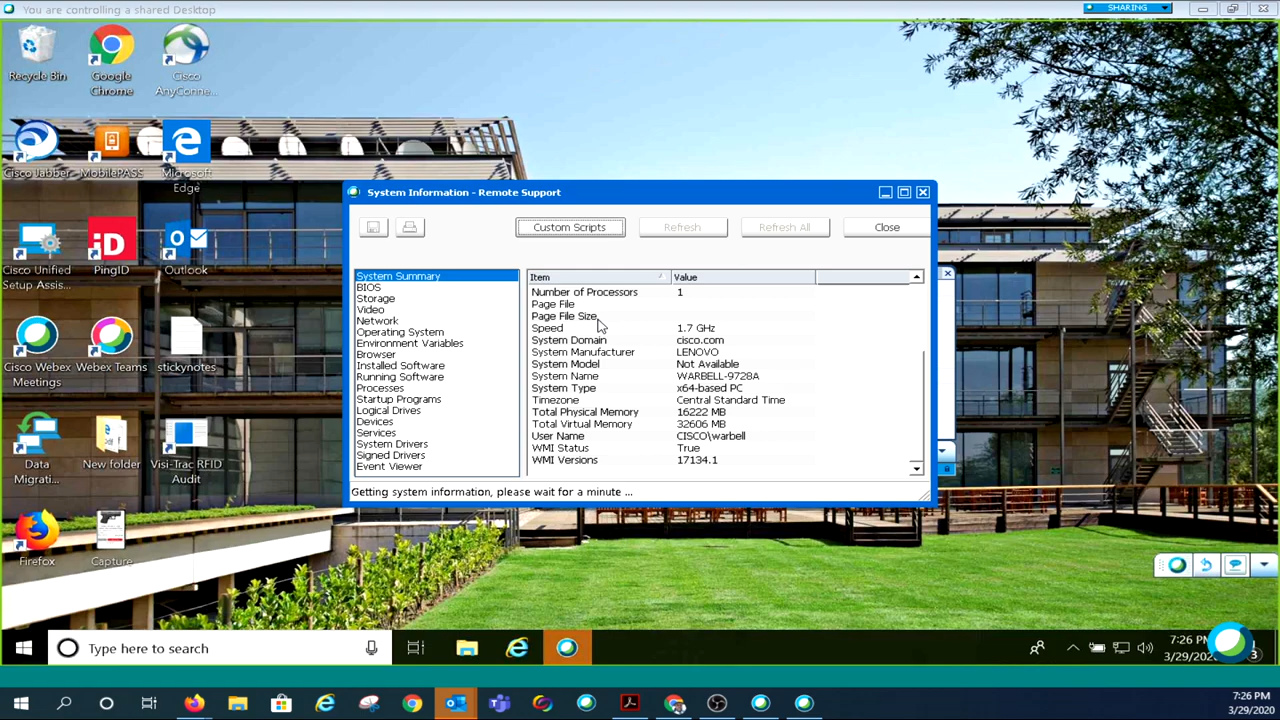 You are controlling a shared Desktop
SHARING
Recycle Bin
Google Chrome
Cisco AnyConne...
Cisco Jabber
MobilePASS
Microsoft Edge
Cisco Unified Setup Assis...
PingID
Outlook
Cisco Webex Meetings
Webex Teams
stickynotes
Data Migrati...
New folder
Visi-Trac RFID Audit
Firefox
Capture
System Information - Remote Support
Custom Scripts
Refresh
Refresh All
Close
System Summary
BIOS
Storage
Video
Network
Operating System
Environment Variables
Browser
Installed Software
Running Software
Processes
Startup Programs
Logical Drives
Devices
Services
System Drivers
Signed Drivers
Event Viewer
Item Value
Number of Processors 1
Page File
Page File Size
Speed 1.7 GHz
System Domain cisco.com
System Manufacturer LENOVO
System Model Not Available
System Name WARBELL-9728A
System Type x64-based PC
Timezone Central Standard Time
Total Physical Memory 16222 MB
Total Virtual Memory 32606 MB
User Name CISCO\warbell
WMI Status True
WMI Versions 17134.1
Getting system information, please wait for a minute ...
Type here to search
7:26 PM
3/29/2020
3
7:26 PM
3/29/2020